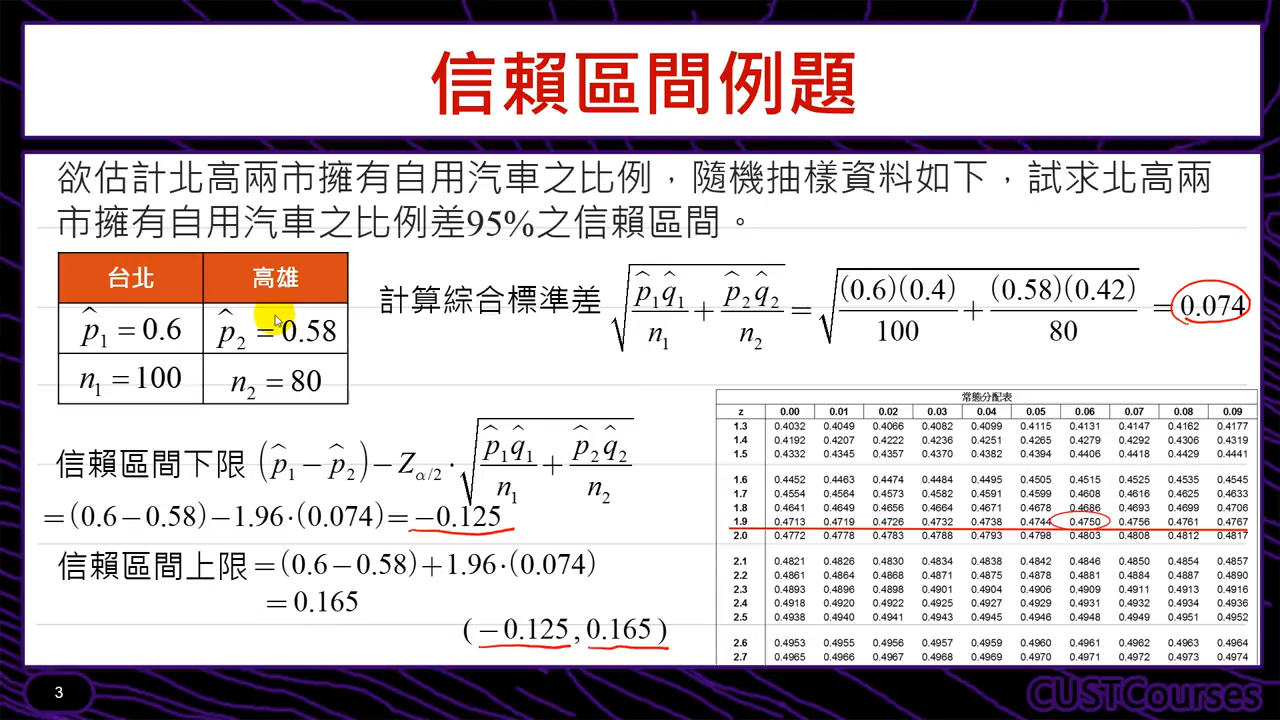 信賴區間例題
欲估計北高兩市擁有自用汽車之比例，隨機抽樣資料如下，試求北高兩
市擁有自用汽車之比例差95%之信賴區間。
台北 高雄
p̂₁ = 0.6 p̂₂ = 0.58
n₁ = 100 n₂ = 80
計算綜合標準差 √(p̂₁q̂₁/n₁ + p̂₂q̂₂/n₂) = √((0.6)(0.4)/100 + (0.58)(0.42)/80) = 0.074
信賴區間下限 (p̂₁ − p̂₂) − Z_{α/2} · √(p̂₁q̂₁/n₁ + p̂₂q̂₂/n₂)
= (0.6 − 0.58) − 1.96 · (0.074) = −0.125
信賴區間上限 = (0.6 − 0.58) + 1.96 · (0.074)
= 0.165
( −0.125 , 0.165 )
常態分配表
z 0.00 0.01 0.02 0.03 0.04 0.05 0.06 0.07 0.08 0.09
1.3 0.4032 0.4049 0.4066 0.4082 0.4099 0.4115 0.4131 0.4147 0.4162 0.4177
1.4 0.4192 0.4207 0.4222 0.4236 0.4251 0.4265 0.4279 0.4292 0.4306 0.4319
1.5 0.4332 0.4345 0.4357 0.4370 0.4382 0.4394 0.4406 0.4418 0.4429 0.4441
1.6 0.4452 0.4463 0.4474 0.4484 0.4495 0.4505 0.4515 0.4525 0.4535 0.4545
1.7 0.4554 0.4564 0.4573 0.4582 0.4591 0.4599 0.4608 0.4616 0.4625 0.4633
1.8 0.4641 0.4649 0.4656 0.4664 0.4671 0.4678 0.4686 0.4693 0.4699 0.4706
1.9 0.4713 0.4719 0.4726 0.4732 0.4738 0.4744 0.4750 0.4756 0.4761 0.4767
2.0 0.4772 0.4778 0.4783 0.4788 0.4793 0.4798 0.4803 0.4808 0.4812 0.4817
2.1 0.4821 0.4826 0.4830 0.4834 0.4838 0.4842 0.4846 0.4850 0.4854 0.4857
2.2 0.4861 0.4864 0.4868 0.4871 0.4875 0.4878 0.4881 0.4884 0.4887 0.4890
2.3 0.4893 0.4896 0.4898 0.4901 0.4904 0.4906 0.4909 0.4911 0.4913 0.4916
2.4 0.4918 0.4920 0.4922 0.4925 0.4927 0.4929 0.4931 0.4932 0.4934 0.4936
2.5 0.4938 0.4940 0.4941 0.4943 0.4945 0.4946 0.4948 0.4949 0.4951 0.4952
2.6 0.4953 0.4955 0.4956 0.4957 0.4959 0.4960 0.4961 0.4962 0.4963 0.4964
2.7 0.4965 0.4966 0.4967 0.4968 0.4969 0.4970 0.4971 0.4972 0.4973 0.4974
3
CUSTCourses